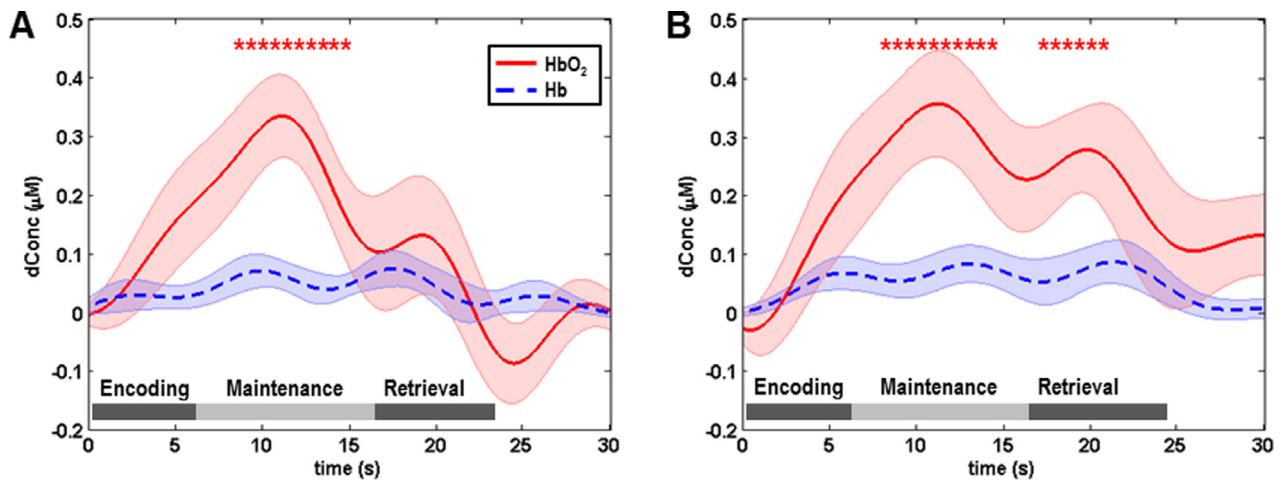 A
0.5
0.4
0.3
0.2
0.1
0
-0.1
-0.2
dConc (μM)
**********
HbO2
Hb
Encoding Maintenance Retrieval
0 5 10 15 20 25 30
time (s)
B
0.5
0.4
0.3
0.2
0.1
0
-0.1
-0.2
dConc (μM)
********** ******
Encoding Maintenance Retrieval
0 5 10 15 20 25 30
time (s)